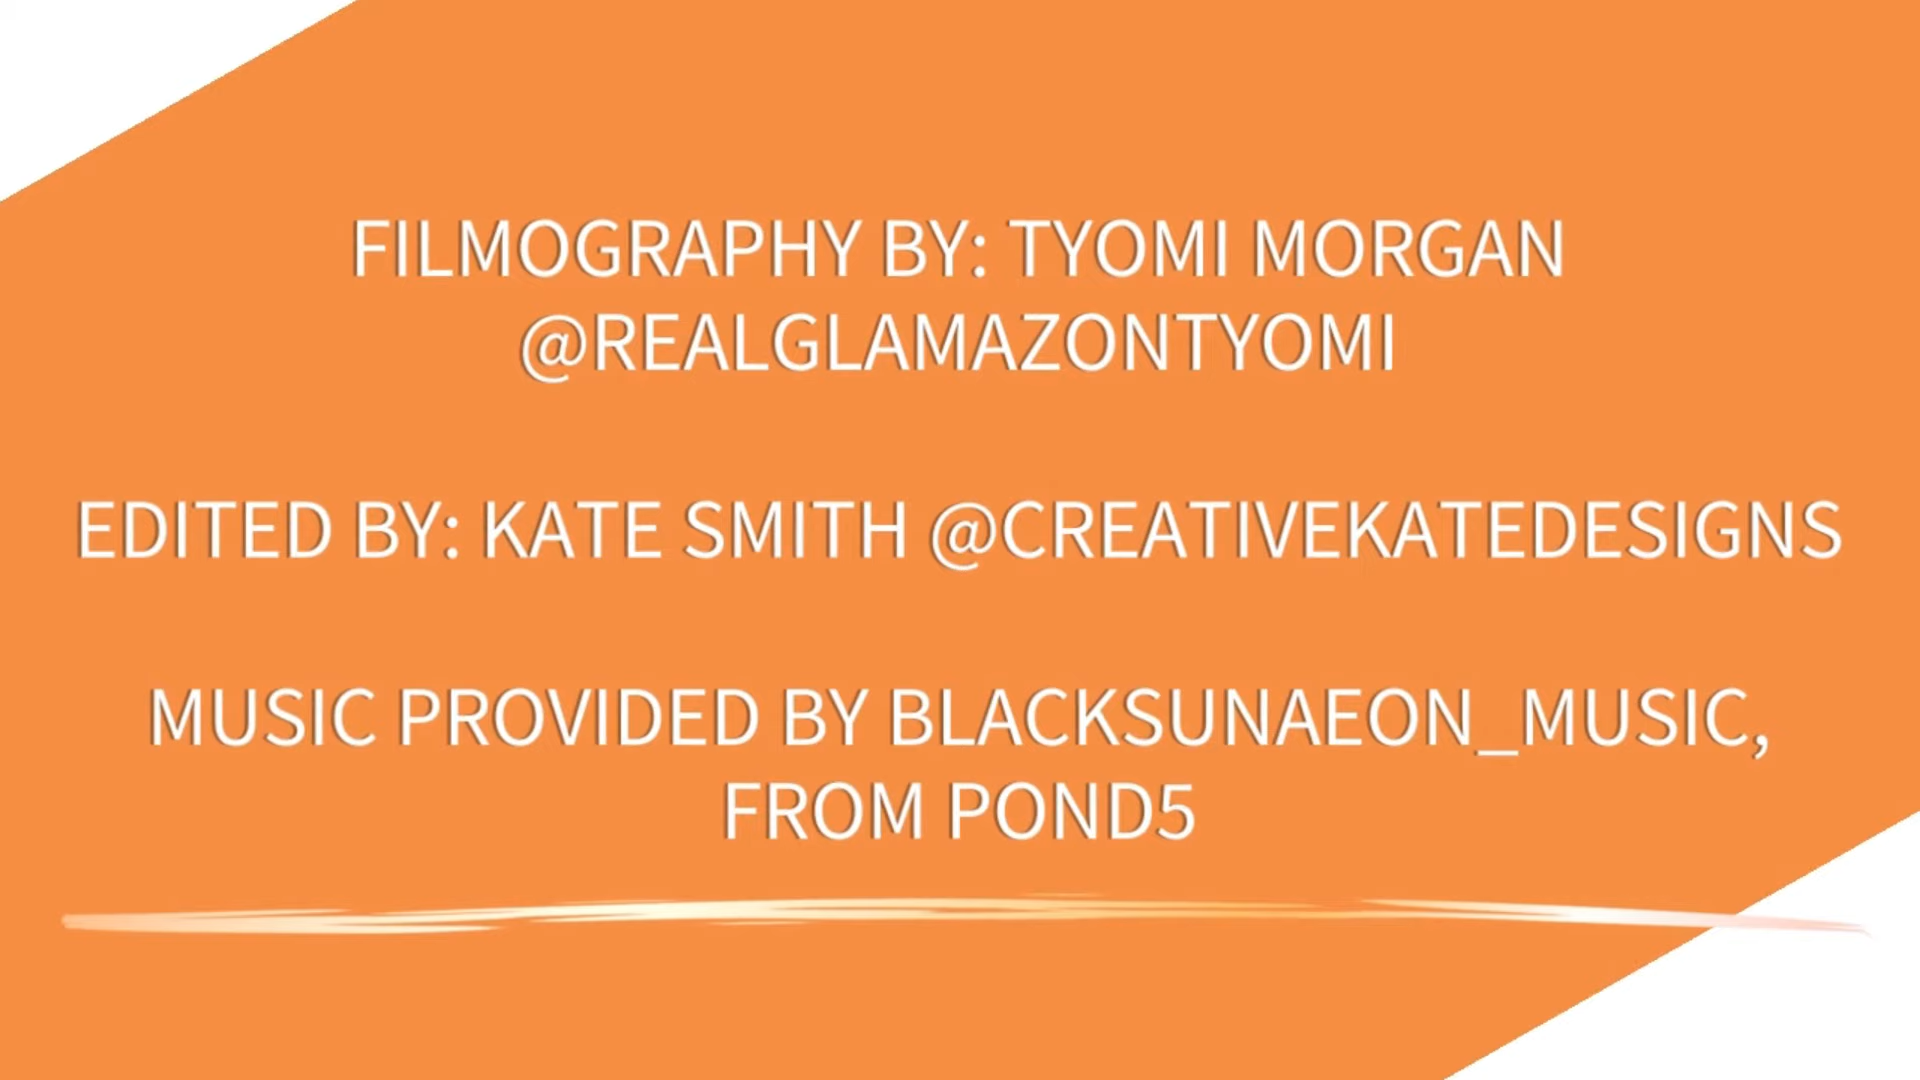 FILMOGRAPHY BY: TYOMI MORGAN
@REALGLAMAZONTYOMI
EDITED BY: KATE SMITH @CREATIVEKATEDESIGNS
MUSIC PROVIDED BY BLACKSUNAEON_MUSIC,
FROM POND5